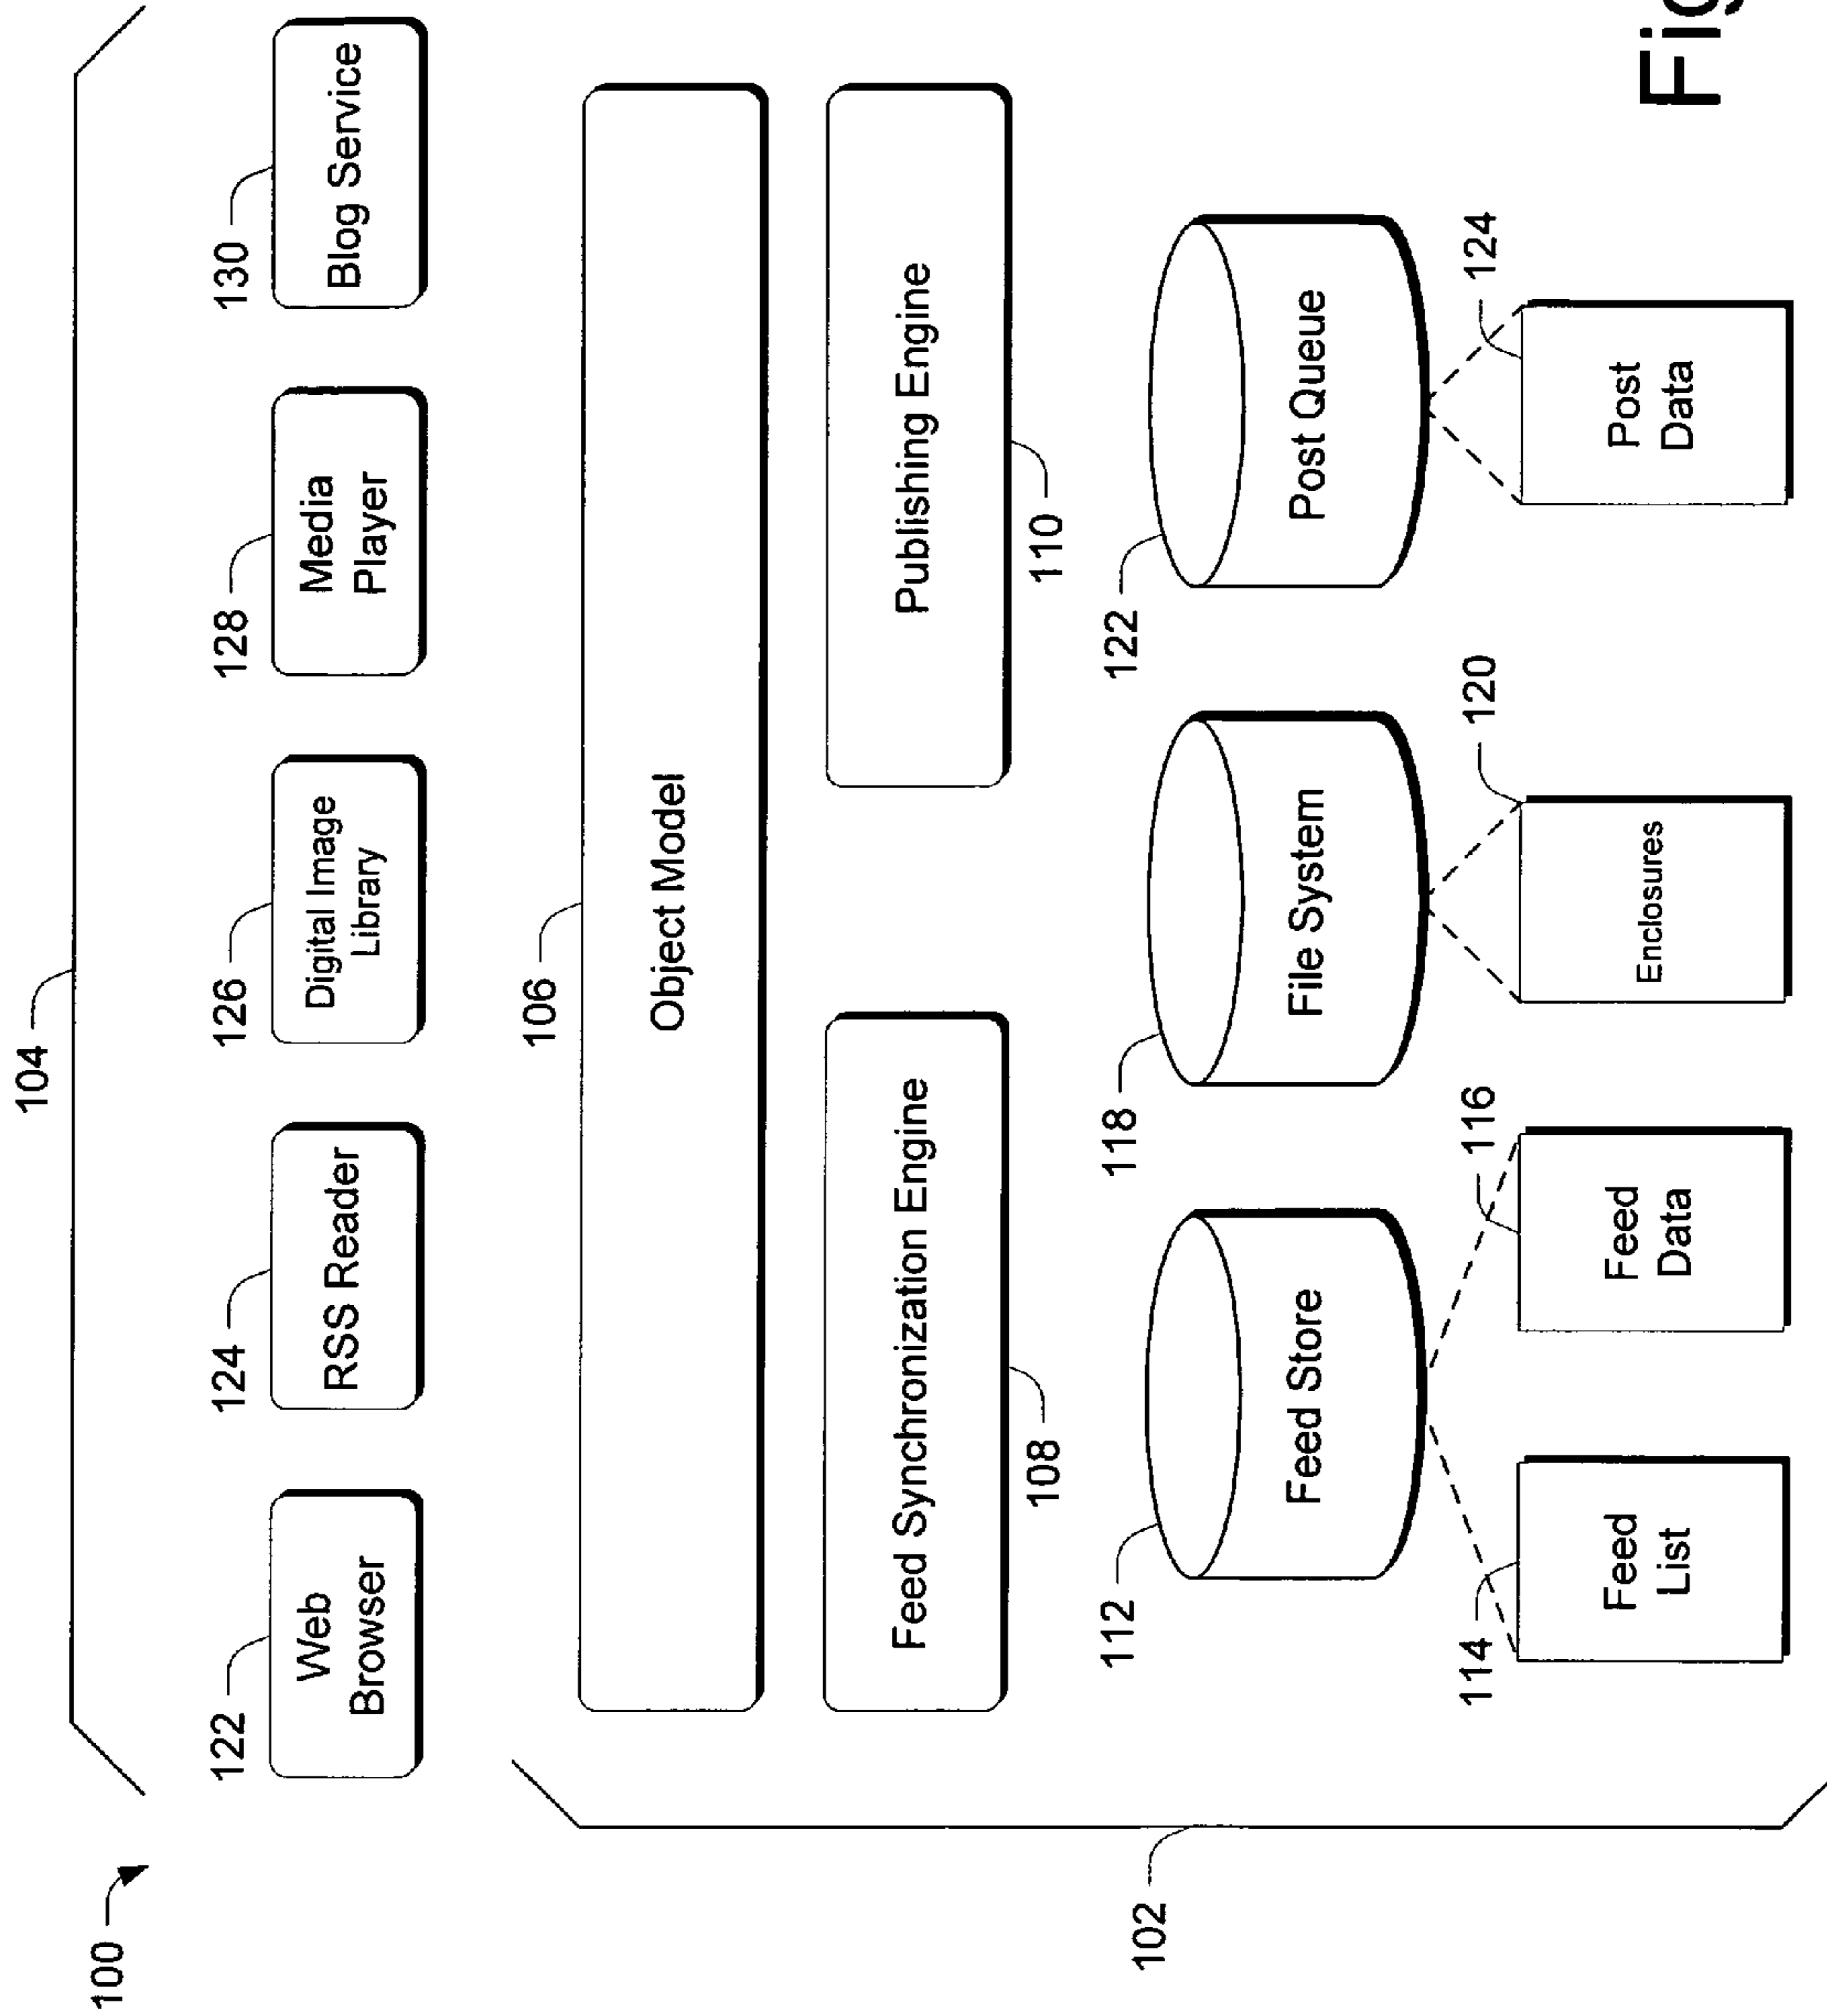 100
104
122
124
126
128
130
Web
Browser
RSS Reader
Digital Image
Library
Media
Player
Blog Service
102
106
Object Model
Feed Synchronization Engine
Publishing Engine
108
110
112
118
122
Feed Store
File System
Post Queue
114
116
120
124
Feed
List
Feed
Data
Enclosures
Post
Data